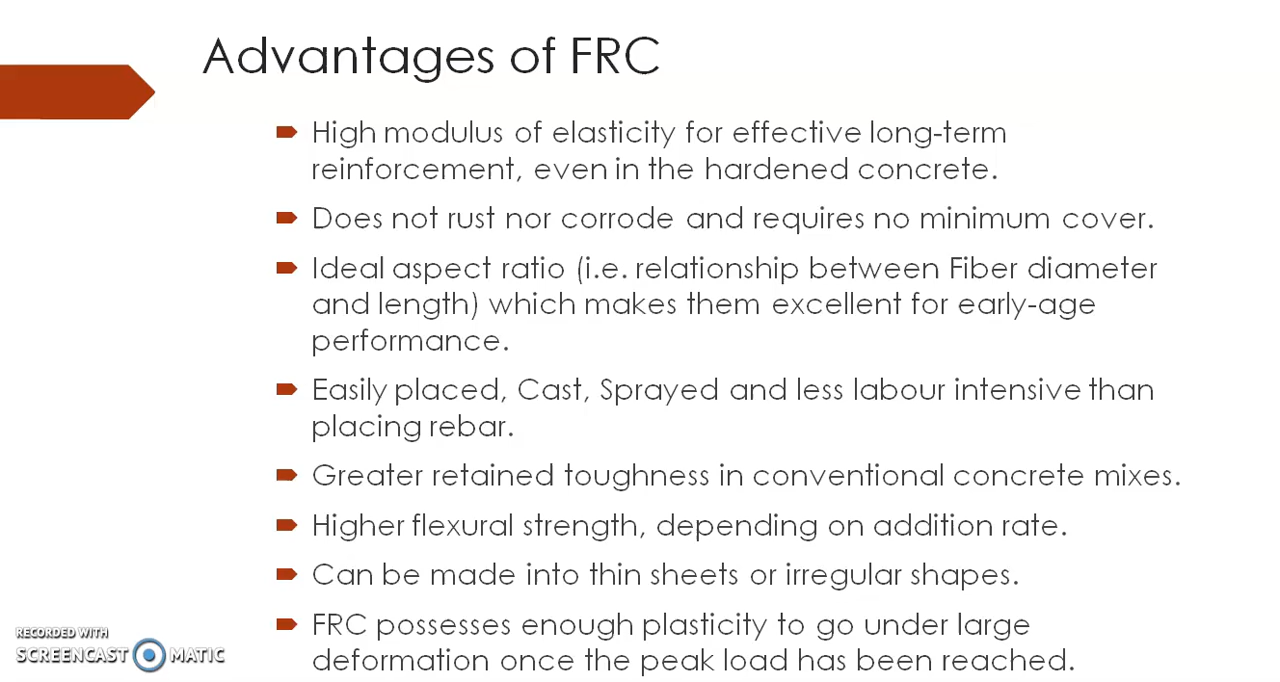 Advantages of FRC
High modulus of elasticity for effective long-term
reinforcement, even in the hardened concrete.
Does not rust nor corrode and requires no minimum cover.
Ideal aspect ratio (i.e. relationship between Fiber diameter
and length) which makes them excellent for early-age
performance.
Easily placed, Cast, Sprayed and less labour intensive than
placing rebar.
Greater retained toughness in conventional concrete mixes.
Higher flexural strength, depending on addition rate.
Can be made into thin sheets or irregular shapes.
FRC possesses enough plasticity to go under large
deformation once the peak load has been reached.
RECORDED WITH
SCREENCAST MATIC